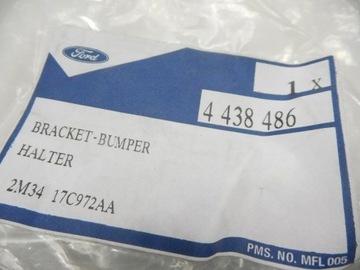 Ford
1 X
4 438 486
BRACKET-BUMPER
HALTER
2M34 17C972AA
PMS. NO. MFL 005